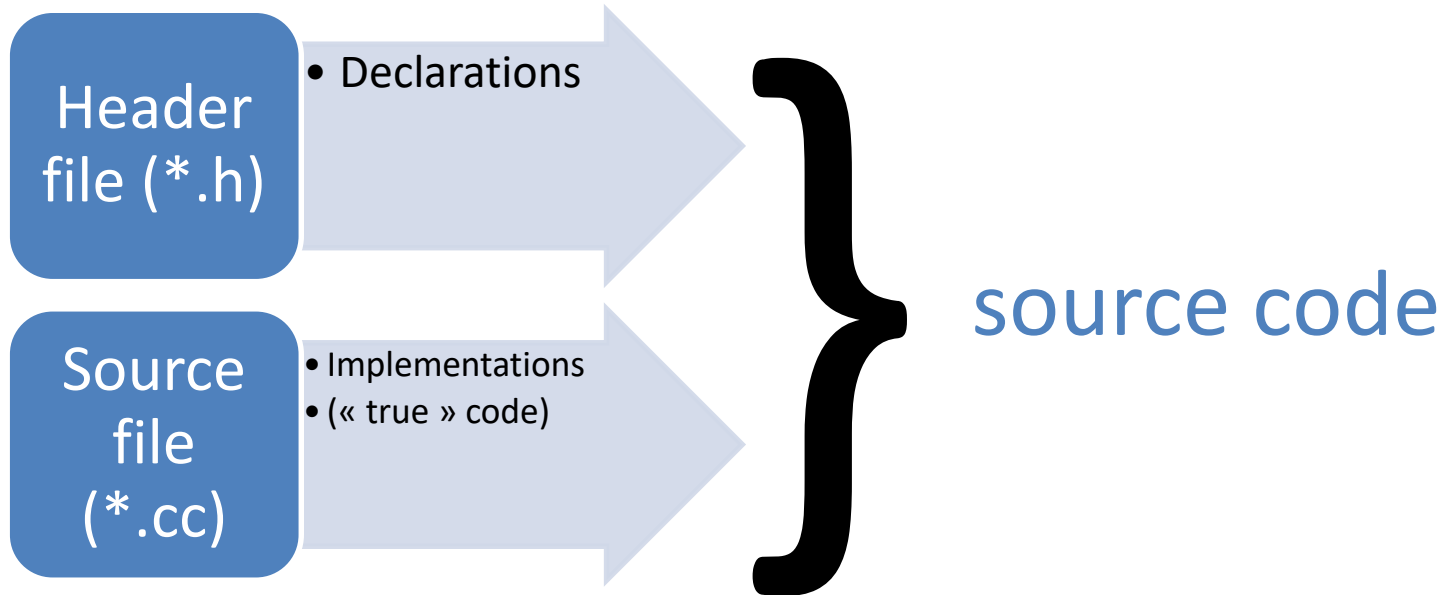 Header
file (*.h)
• Declarations
Source
file
(*.cc)
• Implementations
• (« true » code)
}
source code